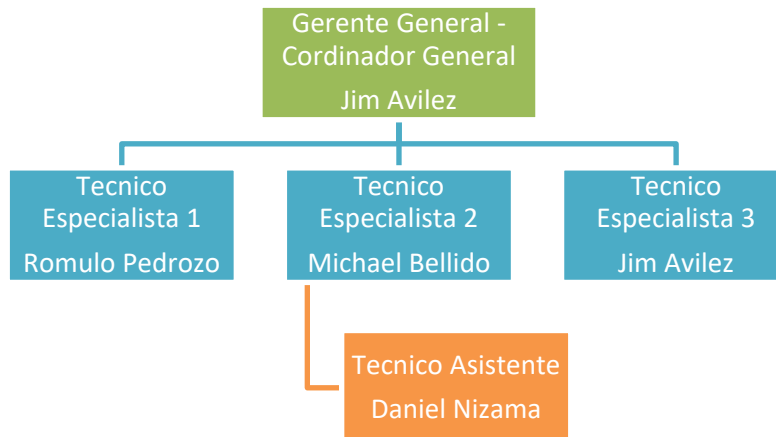 Gerente General -
Cordinador General
Jim Avilez
Tecnico
Especialista 1
Romulo Pedrozo
Tecnico
Especialista 2
Michael Bellido
Tecnico
Especialista 3
Jim Avilez
Tecnico Asistente
Daniel Nizama